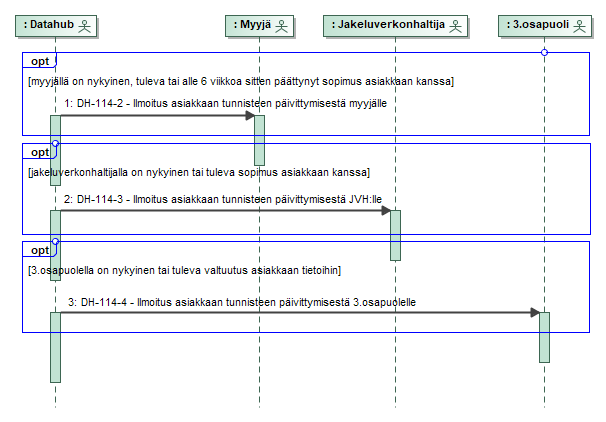 : Datahub
: Myyjä
: Jakeluverkonhaltija
: 3.osapuoli
opt
[myyjällä on nykyinen, tuleva tai alle 6 viikkoa sitten päättynyt sopimus asiakkaan kanssa]
1: DH-114-2 - Ilmoitus asiakkaan tunnisteen päivittymisestä myyjälle
opt
[jakeluverkonhaltijalla on nykyinen tai tuleva sopimus asiakkaan kanssa]
2: DH-114-3 - Ilmoitus asiakkaan tunnisteen päivittymisestä JVH:lle
opt
[3.osapuolella on nykyinen tai tuleva valtuutus asiakkaan tietoihin]
3: DH-114-4 - Ilmoitus asiakkaan tunnisteen päivittymisestä 3.osapuolelle